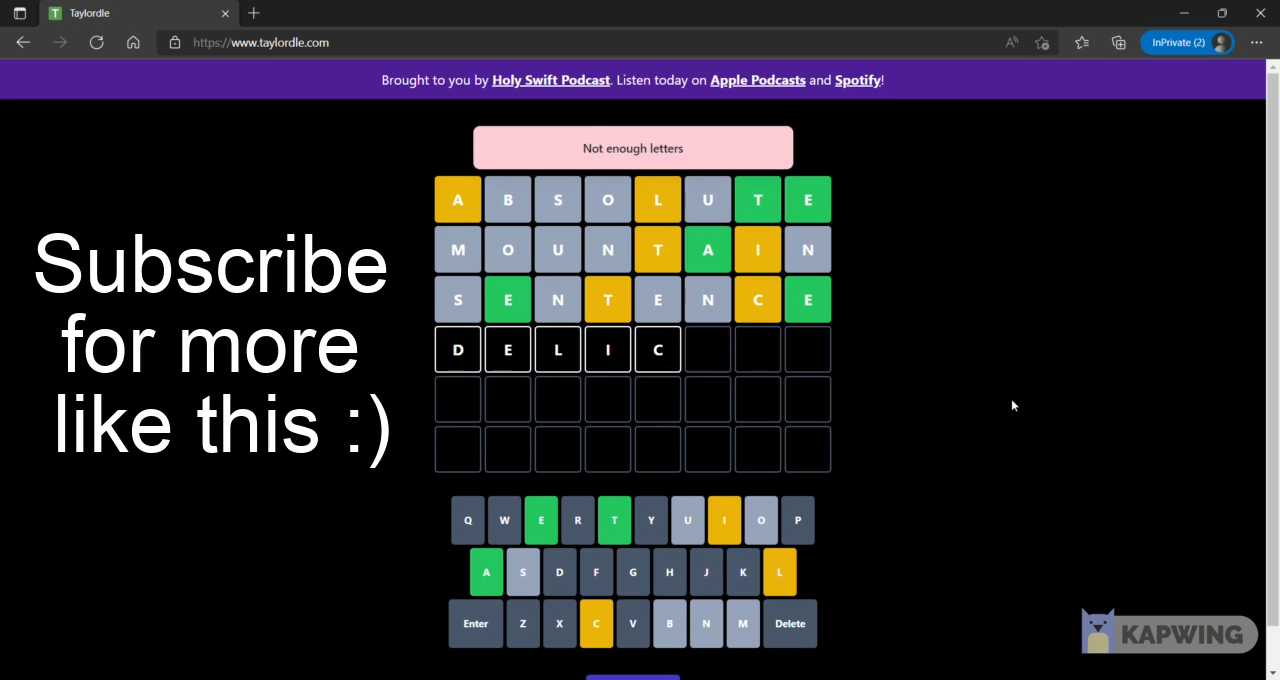 Taylordle
https://www.taylordle.com
InPrivate (2)
Brought to you by Holy Swift Podcast. Listen today on Apple Podcasts and Spotify!
Not enough letters
A B S O L U T E
M O U N T A I N
S E N T E N C E
D E L I C
Subscribe
for more
like this :)
Q W E R T Y U I O P
A S D F G H J K L
Enter Z X C V B N M Delete
KAPWING